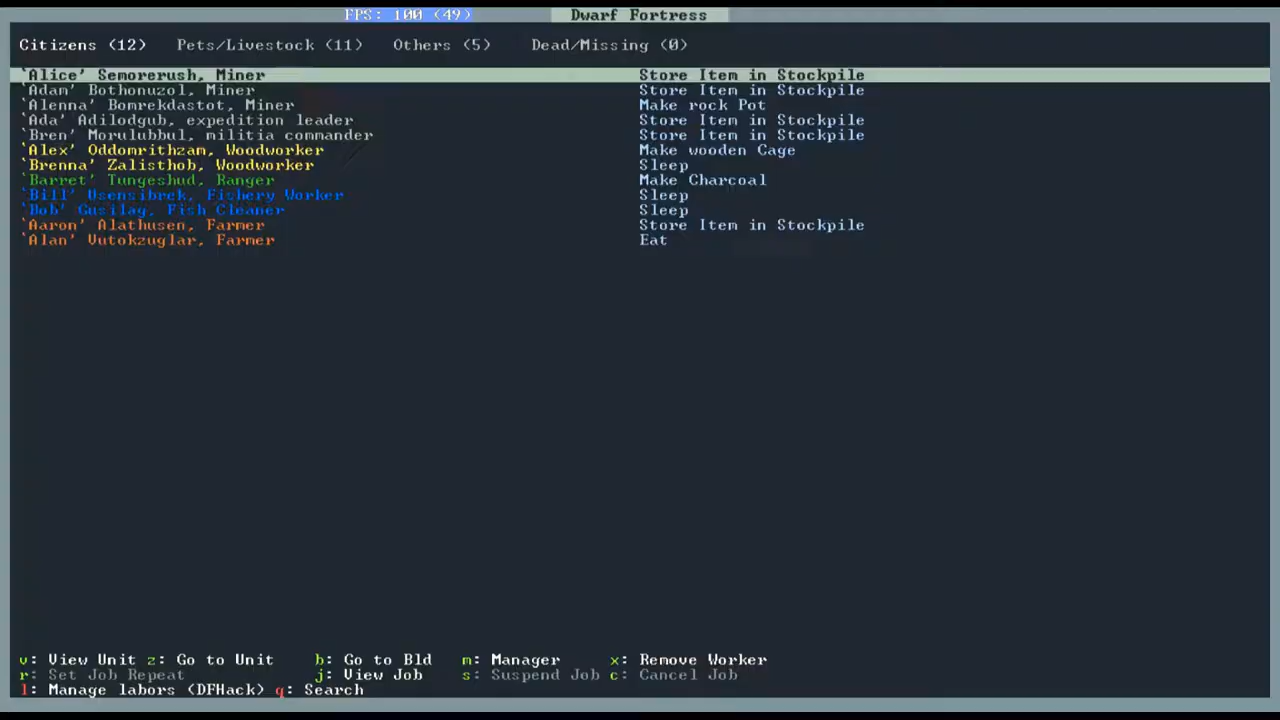 FPS: 100 (49) Dwarf Fortress
Citizens (12) Pets/Livestock (11) Others (5) Dead/Missing (0)
`Alice' Semorerush, Miner Store Item in Stockpile
`Adam' Bothonuzol, Miner Store Item in Stockpile
`Alenna' Bomrekdastot, Miner Make rock Pot
`Ada' Adilodgub, expedition leader Store Item in Stockpile
`Bren' Morulubbul, militia commander Store Item in Stockpile
`Alex' Oddomrithzam, Woodworker Make wooden Cage
`Brenna' Zalisthob, Woodworker Sleep
`Barret' Tungeshud, Ranger Make Charcoal
`Bill' Usensibrek, Fishery Worker Sleep
`Bob' Gusilag, Fish Cleaner Sleep
`Aaron' Alathusen, Farmer Store Item in Stockpile
`Alan' Vutokzuglar, Farmer Eat
v: View Unit z: Go to Unit b: Go to Bld m: Manager x: Remove Worker
r: Set Job Repeat j: View Job s: Suspend Job c: Cancel Job
l: Manage labors (DFHack) q: Search